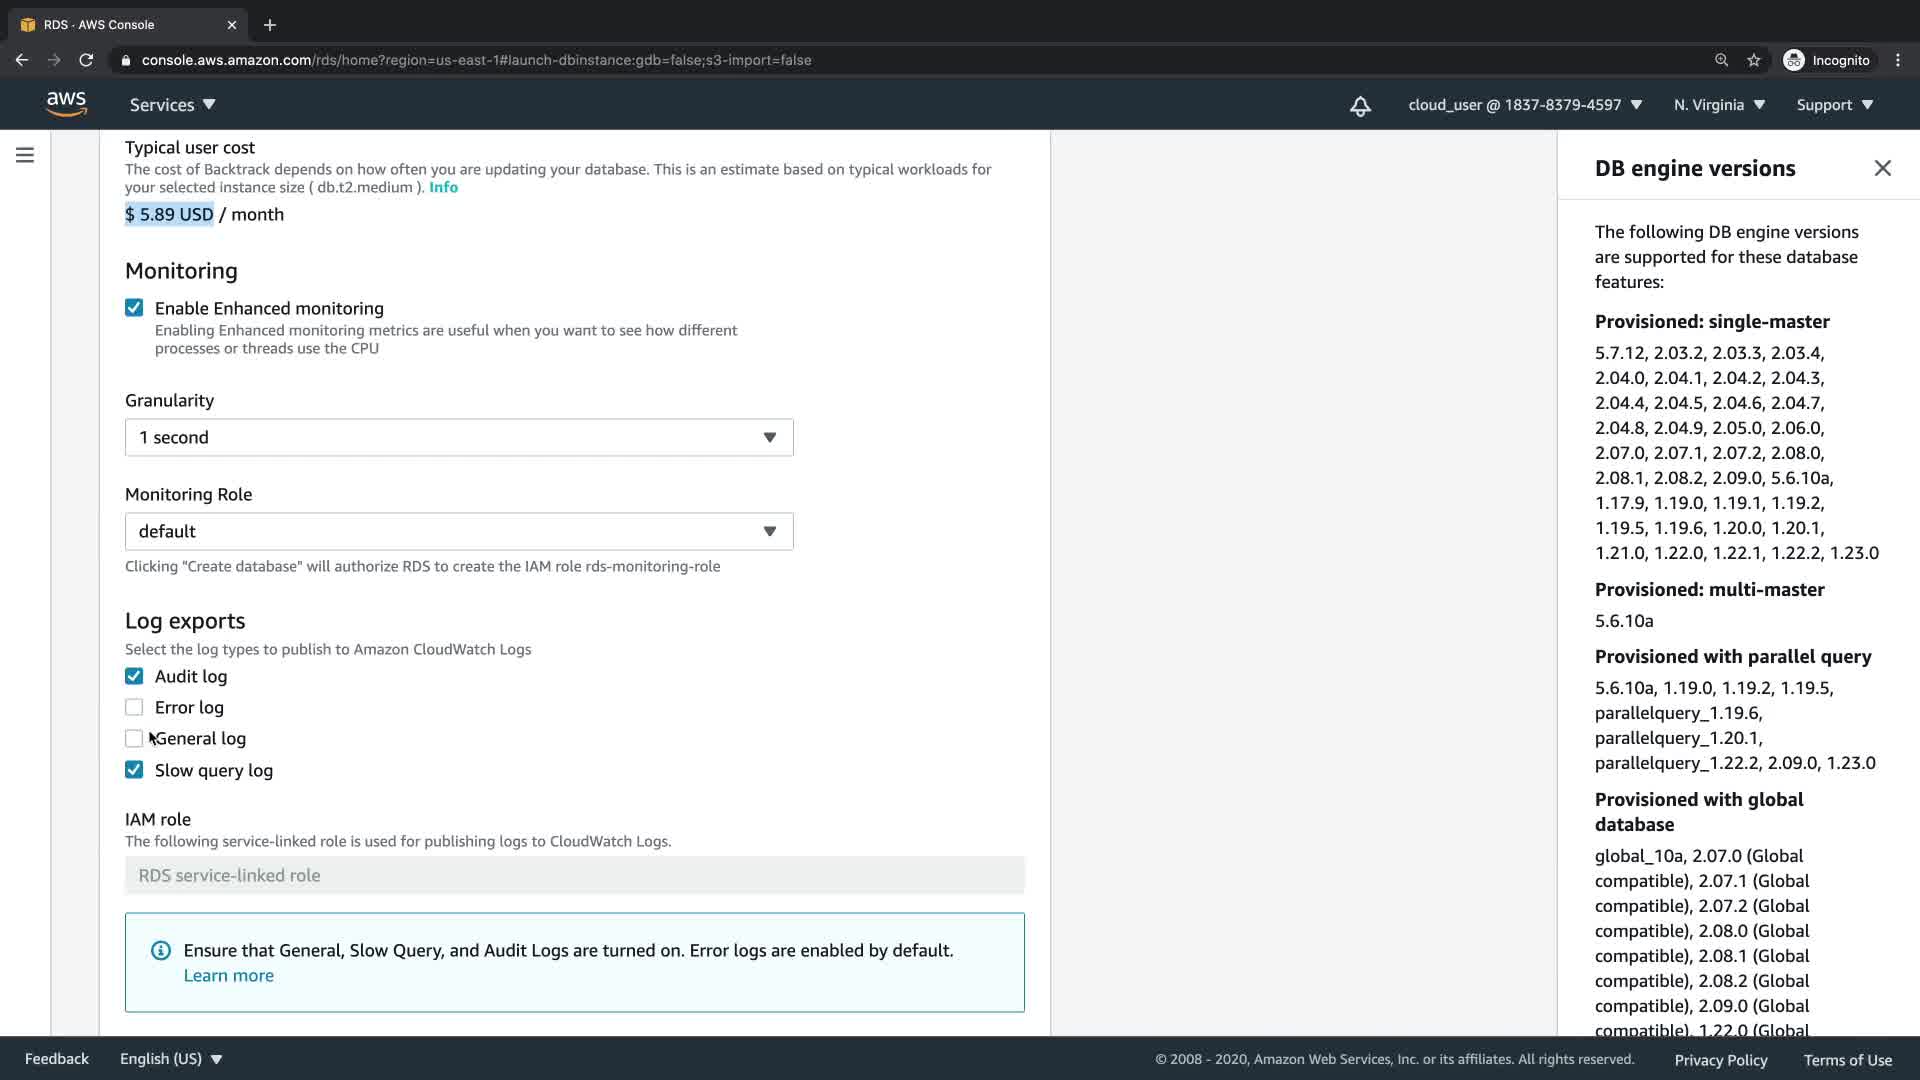 RDS · AWS Console
console.aws.amazon.com/rds/home?region=us-east-1#launch-dbinstance:gdb=false;s3-import=false
Incognito
aws
Services
cloud_user @ 1837-8379-4597
N. Virginia
Support
Typical user cost
The cost of Backtrack depends on how often you are updating your database. This is an estimate based on typical workloads for
your selected instance size ( db.t2.medium ). Info
$ 5.89 USD / month
Monitoring
Enable Enhanced monitoring
Enabling Enhanced monitoring metrics are useful when you want to see how different
processes or threads use the CPU
Granularity
1 second
Monitoring Role
default
Clicking "Create database" will authorize RDS to create the IAM role rds-monitoring-role
Log exports
Select the log types to publish to Amazon CloudWatch Logs
Audit log
Error log
General log
Slow query log
IAM role
The following service-linked role is used for publishing logs to CloudWatch Logs.
RDS service-linked role
Ensure that General, Slow Query, and Audit Logs are turned on. Error logs are enabled by default.
Learn more
DB engine versions
The following DB engine versions
are supported for these database
features:
Provisioned: single-master
5.7.12, 2.03.2, 2.03.3, 2.03.4,
2.04.0, 2.04.1, 2.04.2, 2.04.3,
2.04.4, 2.04.5, 2.04.6, 2.04.7,
2.04.8, 2.04.9, 2.05.0, 2.06.0,
2.07.0, 2.07.1, 2.07.2, 2.08.0,
2.08.1, 2.08.2, 2.09.0, 5.6.10a,
1.17.9, 1.19.0, 1.19.1, 1.19.2,
1.19.5, 1.19.6, 1.20.0, 1.20.1,
1.21.0, 1.22.0, 1.22.1, 1.22.2, 1.23.0
Provisioned: multi-master
5.6.10a
Provisioned with parallel query
5.6.10a, 1.19.0, 1.19.2, 1.19.5,
parallelquery_1.19.6,
parallelquery_1.20.1,
parallelquery_1.22.2, 2.09.0, 1.23.0
Provisioned with global
database
global_10a, 2.07.0 (Global
compatible), 2.07.1 (Global
compatible), 2.07.2 (Global
compatible), 2.08.0 (Global
compatible), 2.08.1 (Global
compatible), 2.08.2 (Global
compatible), 2.09.0 (Global
compatible), 1.22.0 (Global
Feedback
English (US)
© 2008 - 2020, Amazon Web Services, Inc. or its affiliates. All rights reserved.
Privacy Policy
Terms of Use